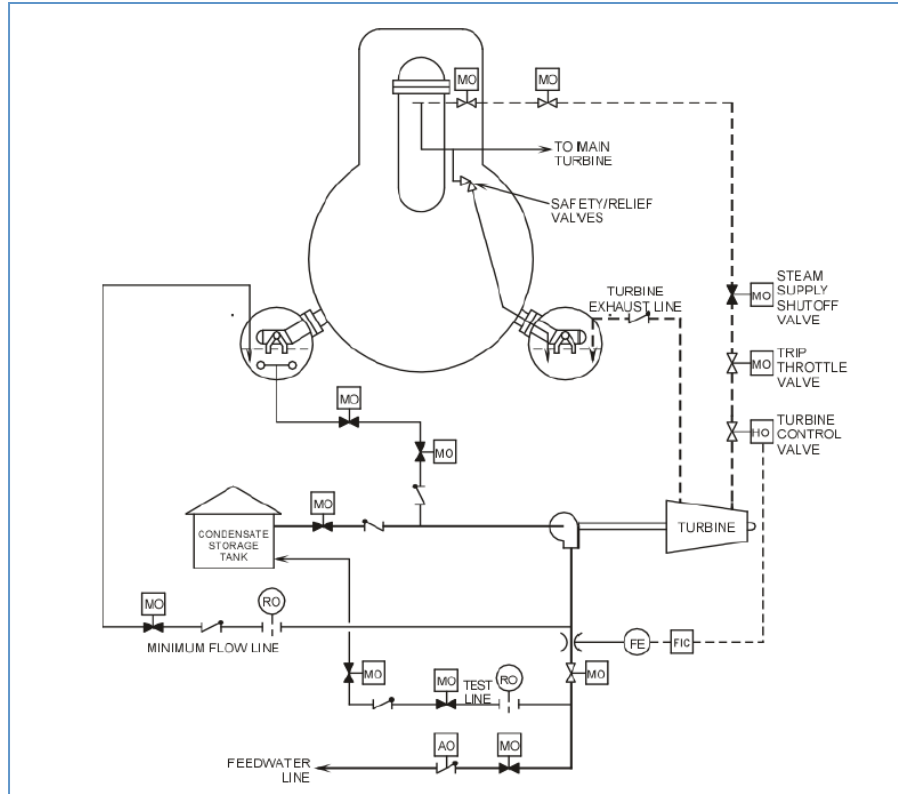 MO
MO
TO MAIN
TURBINE
SAFETY/RELIEF
VALVES
TURBINE
EXHAUST LINE
MO
STEAM
SUPPLY
SHUTOFF
VALVE
MO
TRIP
THROTTLE
VALVE
MO
MO
HO
TURBINE
CONTROL
VALVE
MO
CONDENSATE
STORAGE
TANK
TURBINE
MO
RO
MINIMUM FLOW LINE
FE
FIC
MO
MO
TEST
LINE
RO
MO
AO
MO
FEEDWATER
LINE